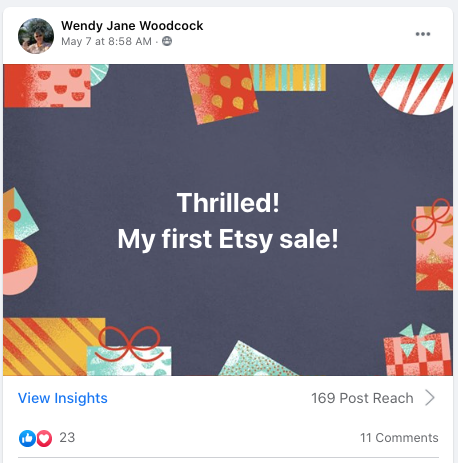 Wendy Jane Woodcock
May 7 at 8:58 AM ·
Thrilled!
My first Etsy sale!
View Insights
169 Post Reach
23
11 Comments